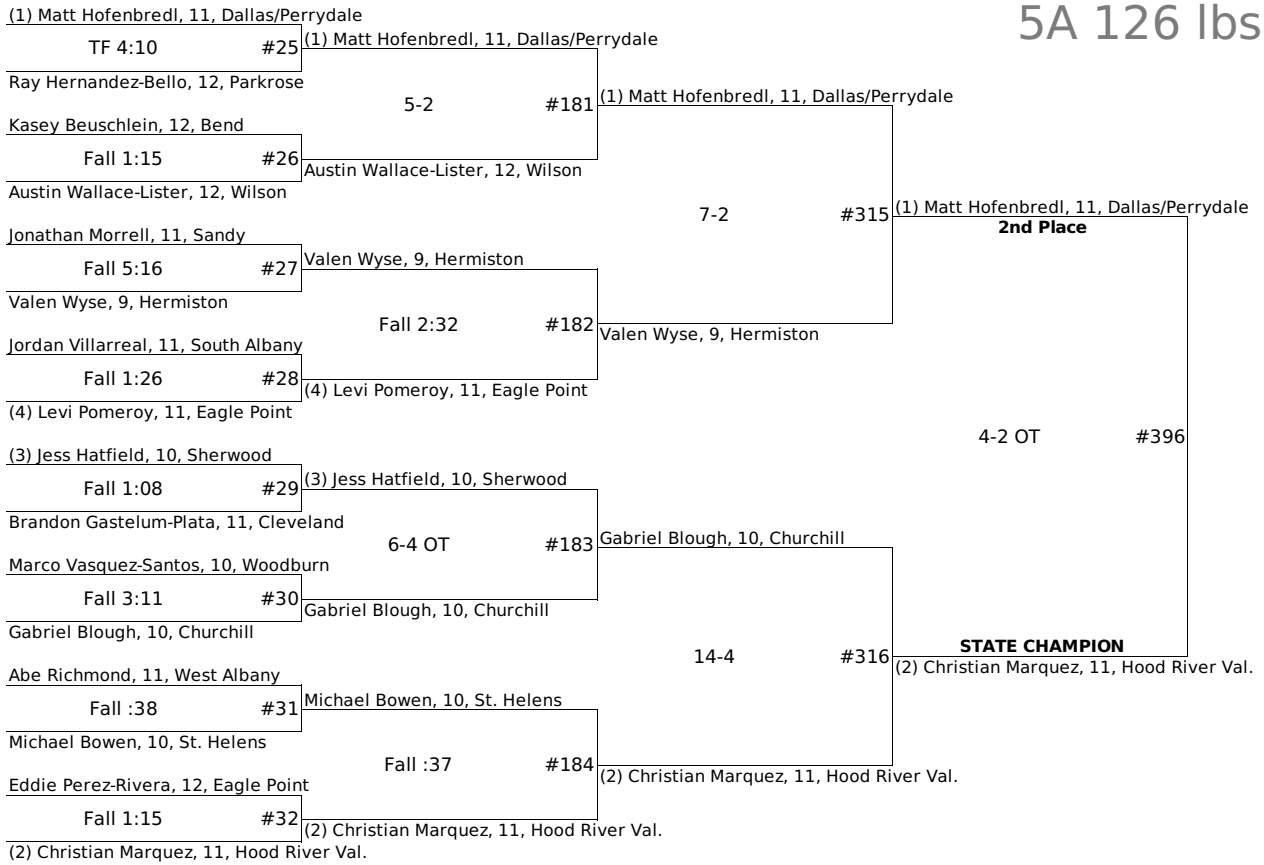 5A 126 lbs
(1) Matt Hofenbredl, 11, Dallas/Perrydale
TF 4:10 #25
Ray Hernandez-Bello, 12, Parkrose
Kasey Beuschlein, 12, Bend
Fall 1:15 #26
Austin Wallace-Lister, 12, Wilson
Jonathan Morrell, 11, Sandy
Fall 5:16 #27
Valen Wyse, 9, Hermiston
Jordan Villarreal, 11, South Albany
Fall 1:26 #28
(4) Levi Pomeroy, 11, Eagle Point
(3) Jess Hatfield, 10, Sherwood
Fall 1:08 #29
Brandon Gastelum-Plata, 11, Cleveland
Marco Vasquez-Santos, 10, Woodburn
Fall 3:11 #30
Gabriel Blough, 10, Churchill
Abe Richmond, 11, West Albany
Fall :38 #31
Michael Bowen, 10, St. Helens
Eddie Perez-Rivera, 12, Eagle Point
Fall 1:15 #32
(2) Christian Marquez, 11, Hood River Val.
(1) Matt Hofenbredl, 11, Dallas/Perrydale
5-2 #181
Austin Wallace-Lister, 12, Wilson
Valen Wyse, 9, Hermiston
Fall 2:32 #182
(4) Levi Pomeroy, 11, Eagle Point
(3) Jess Hatfield, 10, Sherwood
6-4 OT #183
Gabriel Blough, 10, Churchill
Michael Bowen, 10, St. Helens
Fall :37 #184
(2) Christian Marquez, 11, Hood River Val.
(1) Matt Hofenbredl, 11, Dallas/Perrydale
7-2 #315
Valen Wyse, 9, Hermiston
Gabriel Blough, 10, Churchill
14-4 #316
(2) Christian Marquez, 11, Hood River Val.
(1) Matt Hofenbredl, 11, Dallas/Perrydale
2nd Place
4-2 OT #396
STATE CHAMPION
(2) Christian Marquez, 11, Hood River Val.